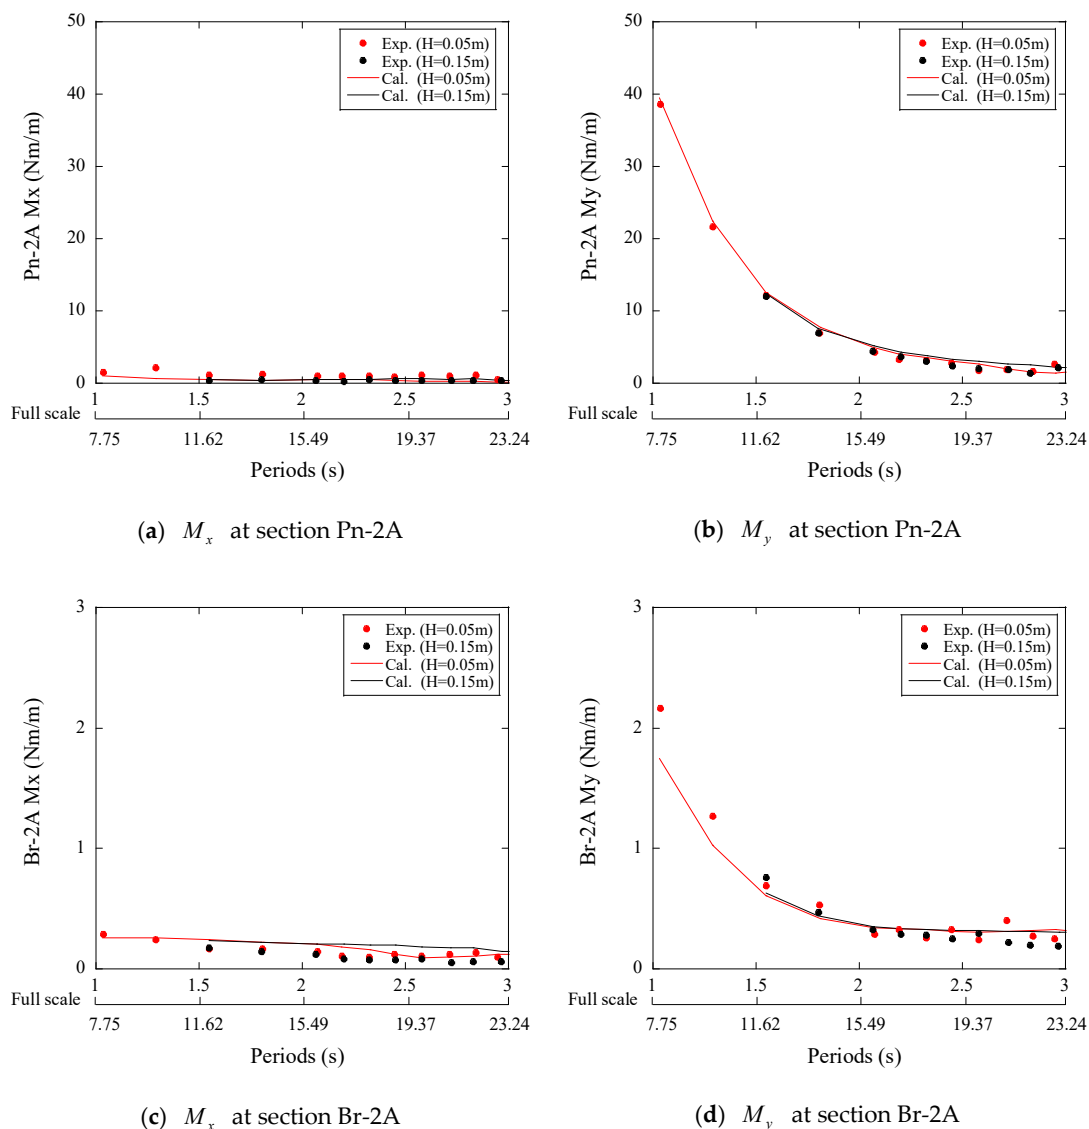 50
40
30
20
10
0
Pn-2A Mx (Nm/m)
Exp. (H=0.05m)
Exp. (H=0.15m)
Cal. (H=0.05m)
Cal. (H=0.15m)
1 1.5 2 2.5 3
Full scale
7.75 11.62 15.49 19.37 23.24
Periods (s)
(a) Mx at section Pn-2A
50
40
30
20
10
0
Pn-2A My (Nm/m)
Exp. (H=0.05m)
Exp. (H=0.15m)
Cal. (H=0.05m)
Cal. (H=0.15m)
1 1.5 2 2.5 3
Full scale
7.75 11.62 15.49 19.37 23.24
Periods (s)
(b) My at section Pn-2A
3
2
1
0
Br-2A Mx (Nm/m)
Exp. (H=0.05m)
Exp. (H=0.15m)
Cal. (H=0.05m)
Cal. (H=0.15m)
1 1.5 2 2.5 3
Full scale
7.75 11.62 15.49 19.37 23.24
Periods (s)
(c) Mx at section Br-2A
3
2
1
0
Br-2A My (Nm/m)
Exp. (H=0.05m)
Exp. (H=0.15m)
Cal. (H=0.05m)
Cal. (H=0.15m)
1 1.5 2 2.5 3
Full scale
7.75 11.62 15.49 19.37 23.24
Periods (s)
(d) My at section Br-2A